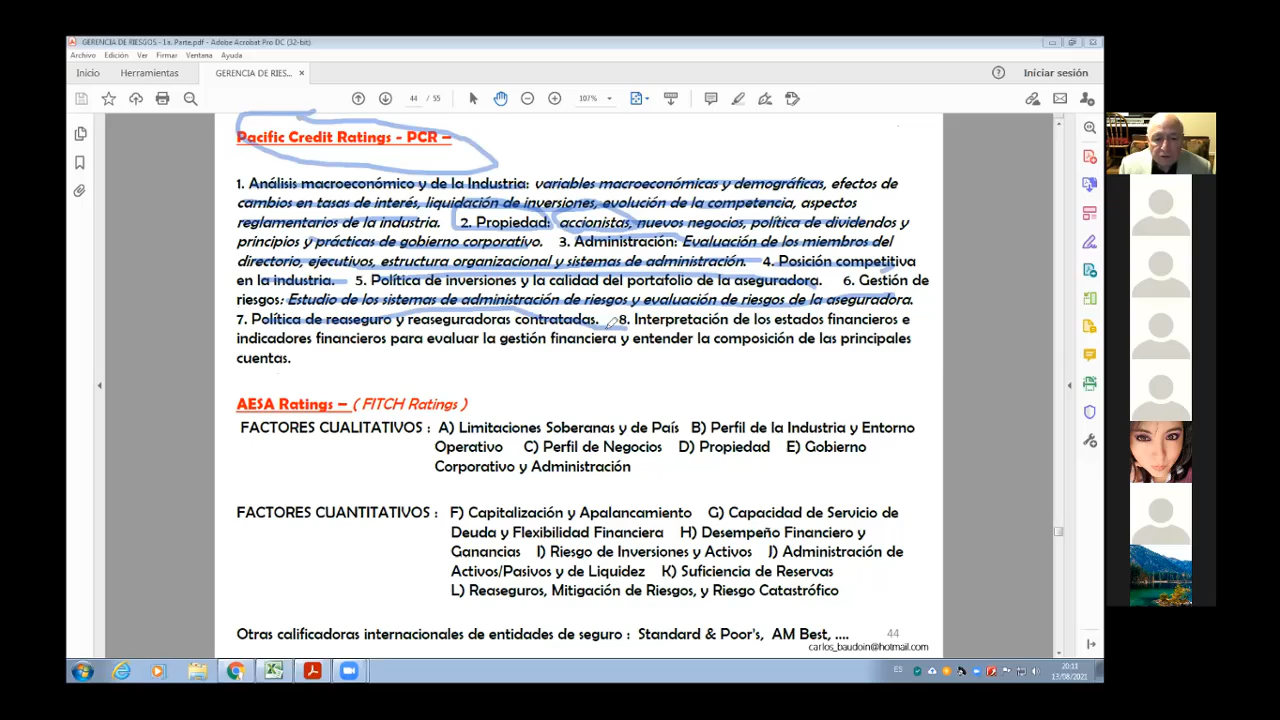 GERENCIA DE RIESGOS - 1a. Parte.pdf - Adobe Acrobat Pro DC (32-bit)
Archivo Edición Ver Firmar Ventana Ayuda
Inicio Herramientas GERENCIA DE RIES... × Iniciar sesión
44 / 55 107%
Pacific Credit Ratings - PCR –
1. Análisis macroeconómico y de la Industria: variables macroeconómicas y demográficas, efectos de
cambios en tasas de interés, liquidación de inversiones, evolución de la competencia, aspectos
reglamentarios de la industria. 2. Propiedad: accionistas, nuevos negocios, política de dividendos y
principios y prácticas de gobierno corporativo. 3. Administración: Evaluación de los miembros del
directorio, ejecutivos, estructura organizacional y sistemas de administración. 4. Posición competitiva
en la industria. 5. Política de inversiones y la calidad del portafolio de la aseguradora. 6. Gestión de
riesgos: Estudio de los sistemas de administración de riesgos y evaluación de riesgos de la aseguradora.
7. Política de reaseguro y reaseguradoras contratadas. 8. Interpretación de los estados financieros e
indicadores financieros para evaluar la gestión financiera y entender la composición de las principales
cuentas.
AESA Ratings – ( FITCH Ratings )
FACTORES CUALITATIVOS : A) Limitaciones Soberanas y de País B) Perfil de la Industria y Entorno
Operativo C) Perfil de Negocios D) Propiedad E) Gobierno
Corporativo y Administración
FACTORES CUANTITATIVOS : F) Capitalización y Apalancamiento G) Capacidad de Servicio de
Deuda y Flexibilidad Financiera H) Desempeño Financiero y
Ganancias I) Riesgo de Inversiones y Activos J) Administración de
Activos/Pasivos y de Liquidez K) Suficiencia de Reservas
L) Reaseguros, Mitigación de Riesgos, y Riesgo Catastrófico
Otras calificadoras internacionales de entidades de seguro : Standard & Poor's, AM Best, ....
44
carlos_baudoin@hotmail.com
ES 20:11
13/08/2021